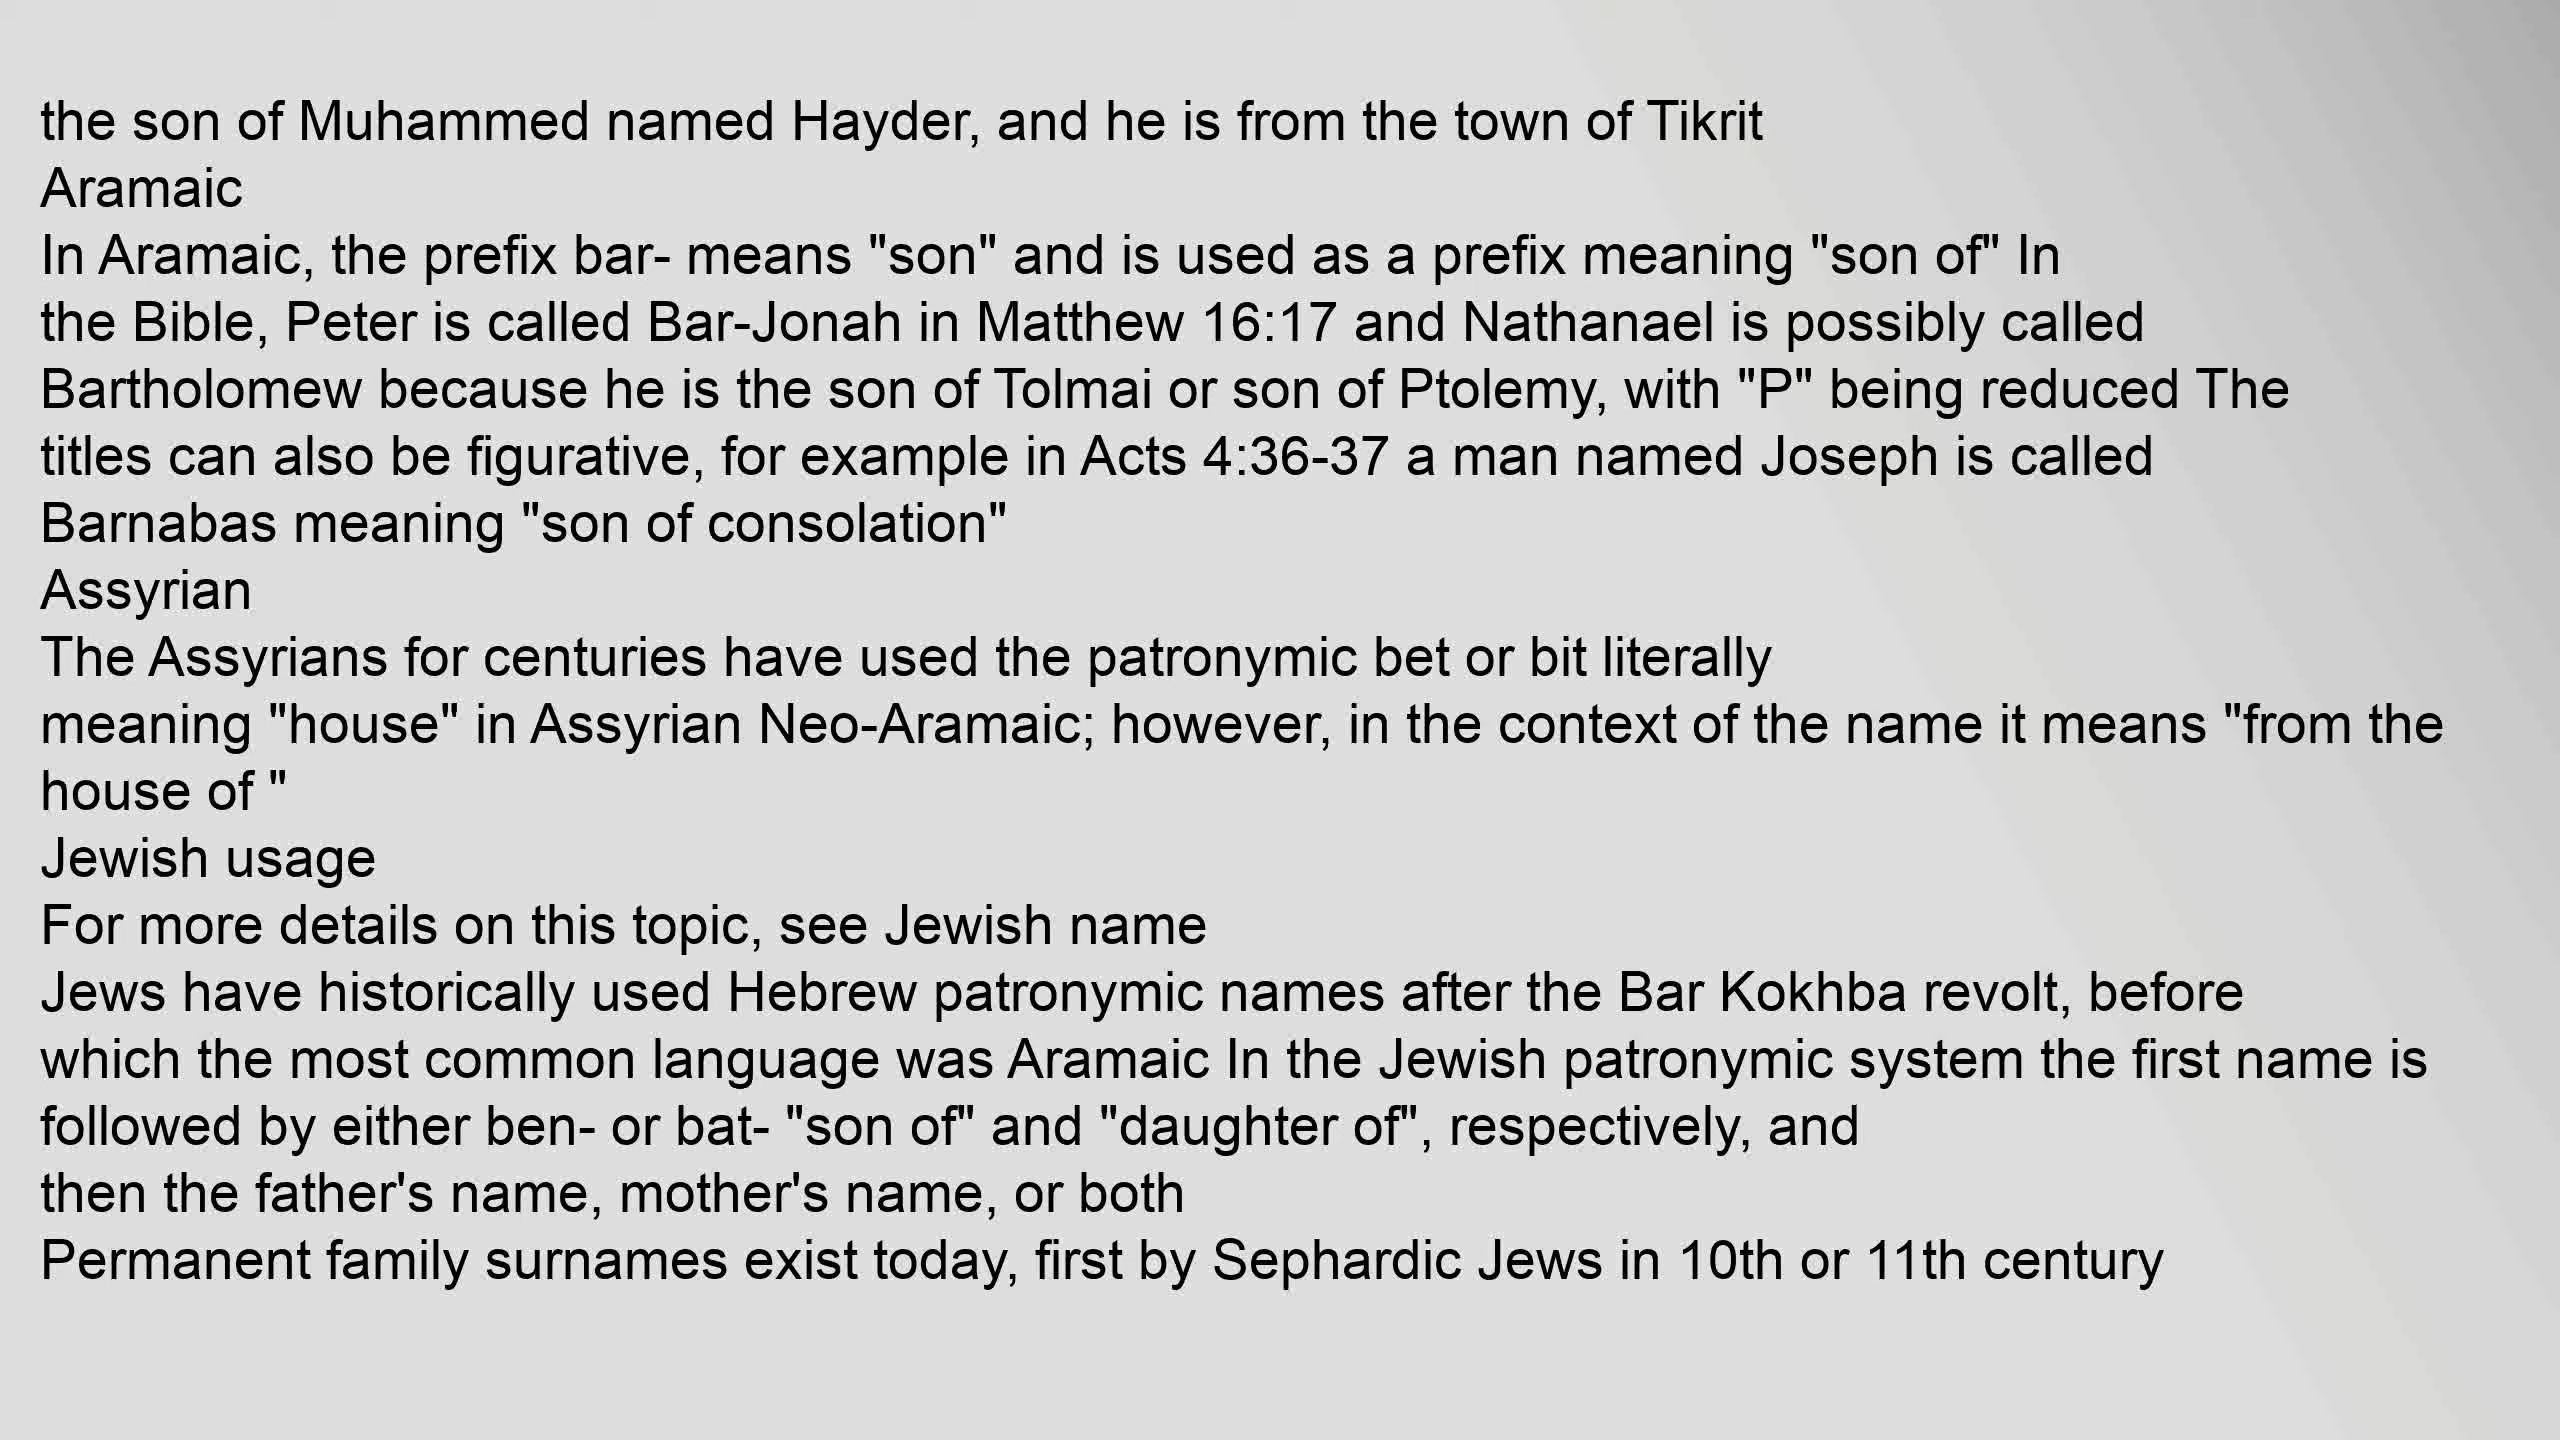 the son of Muhammed named Hayder, and he is from the town of Tikrit
Aramaic
In Aramaic, the prefix bar- means "son" and is used as a prefix meaning "son of" In
the Bible, Peter is called Bar-Jonah in Matthew 16:17 and Nathanael is possibly called
Bartholomew because he is the son of Tolmai or son of Ptolemy, with "P" being reduced The
titles can also be figurative, for example in Acts 4:36-37 a man named Joseph is called
Barnabas meaning "son of consolation"
Assyrian
The Assyrians for centuries have used the patronymic bet or bit literally
meaning "house" in Assyrian Neo-Aramaic; however, in the context of the name it means "from the
house of "
Jewish usage
For more details on this topic, see Jewish name
Jews have historically used Hebrew patronymic names after the Bar Kokhba revolt, before
which the most common language was Aramaic In the Jewish patronymic system the first name is
followed by either ben- or bat- "son of" and "daughter of", respectively, and
then the father's name, mother's name, or both
Permanent family surnames exist today, first by Sephardic Jews in 10th or 11th century